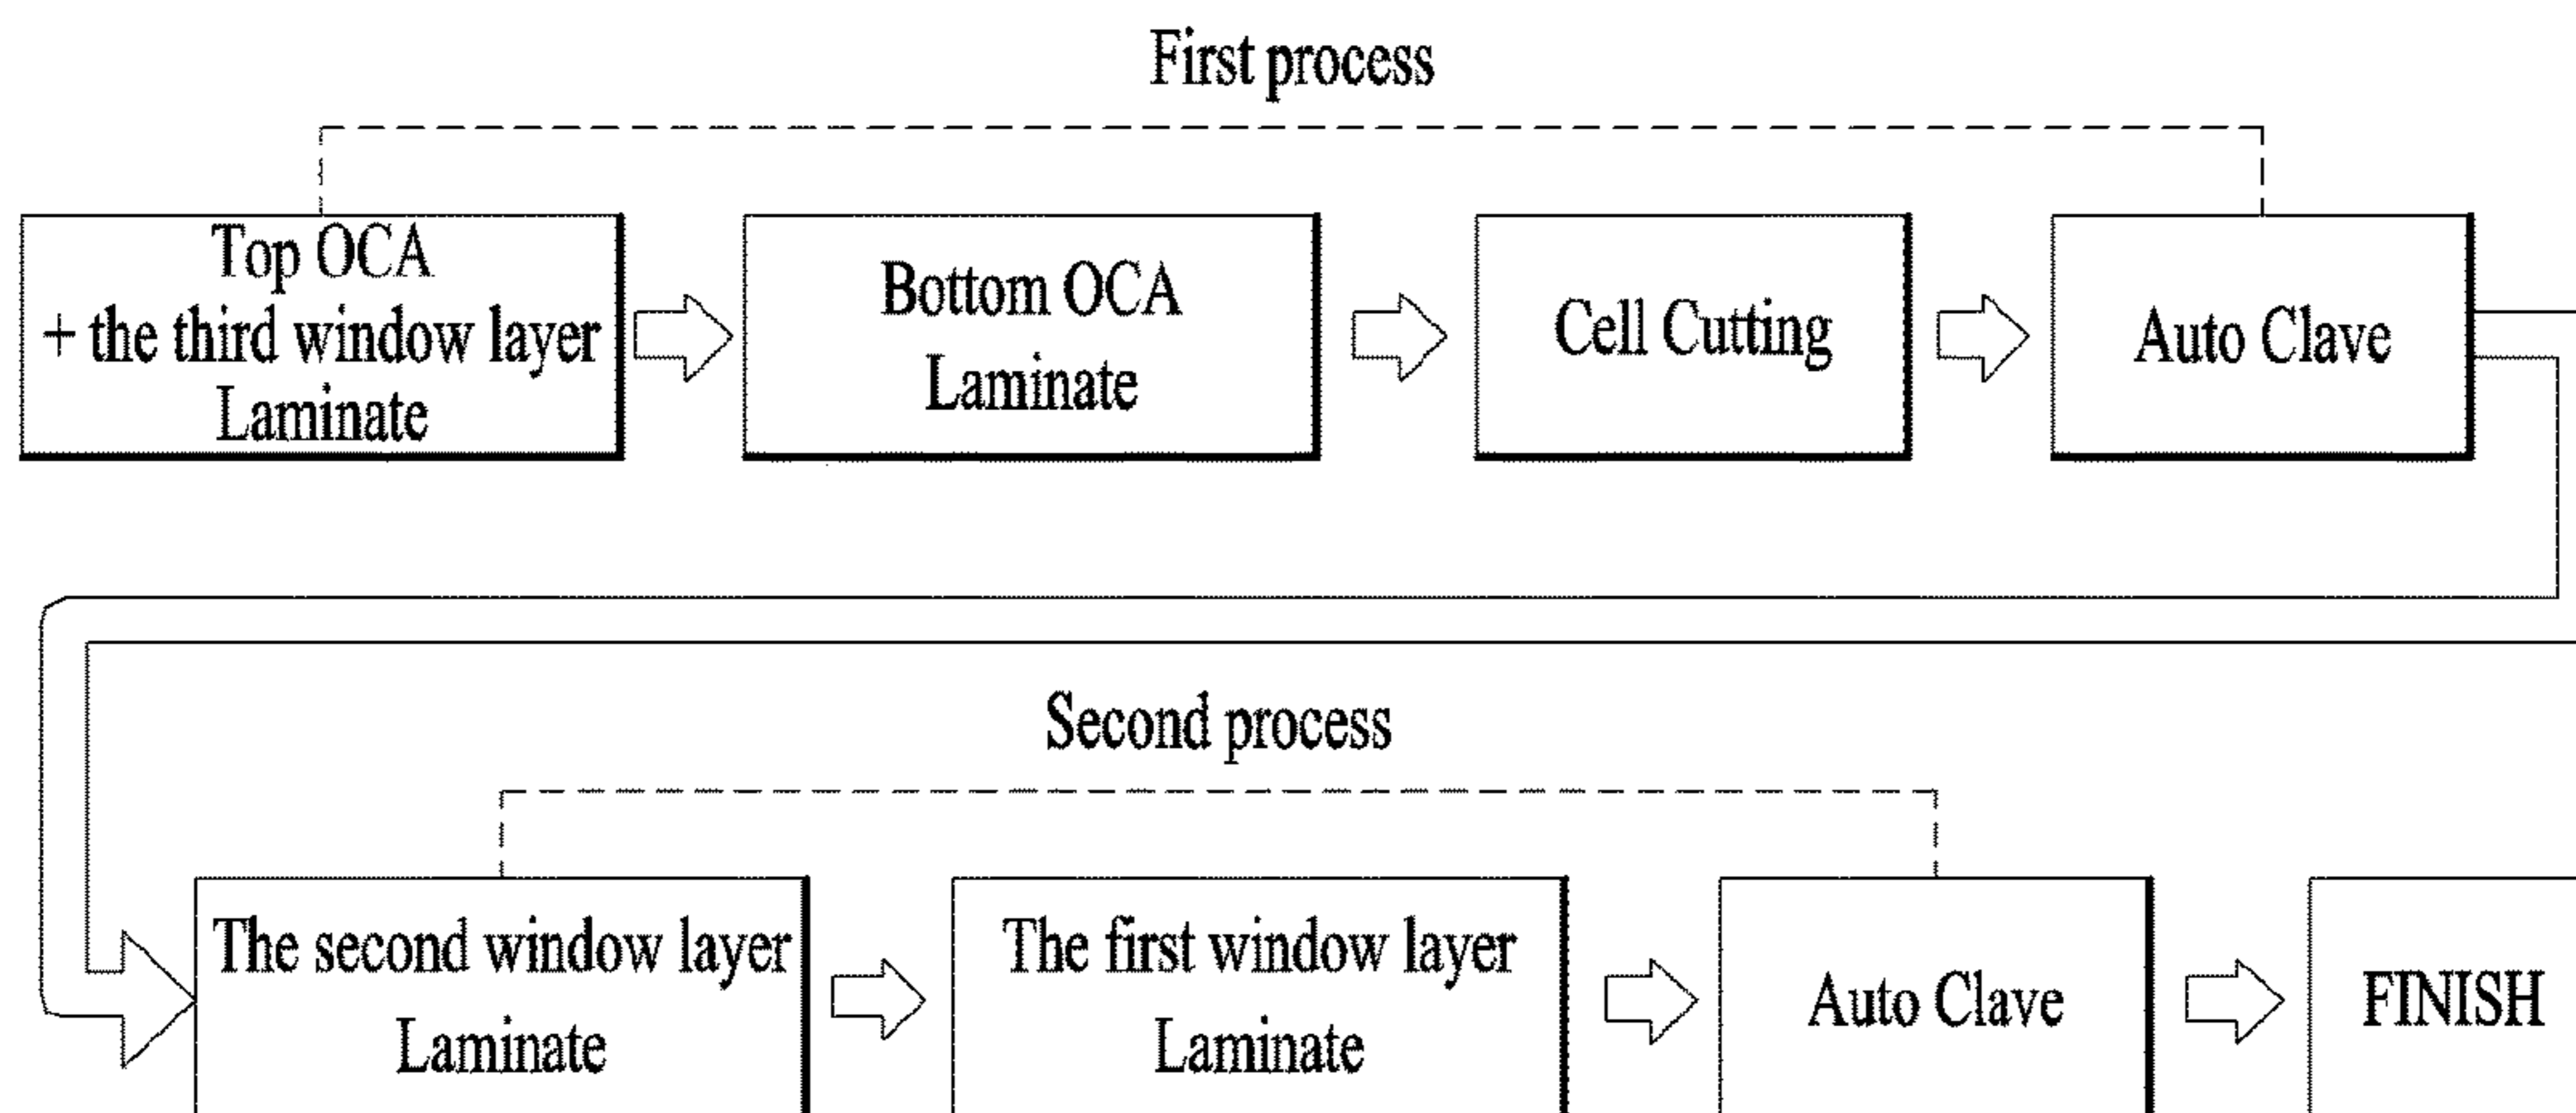 First process
Top OCA
+ the third window layer
Laminate
Bottom OCA
Laminate
Cell Cutting
Auto Clave
Second process
The second window layer
Laminate
The first window layer
Laminate
Auto Clave
FINISH